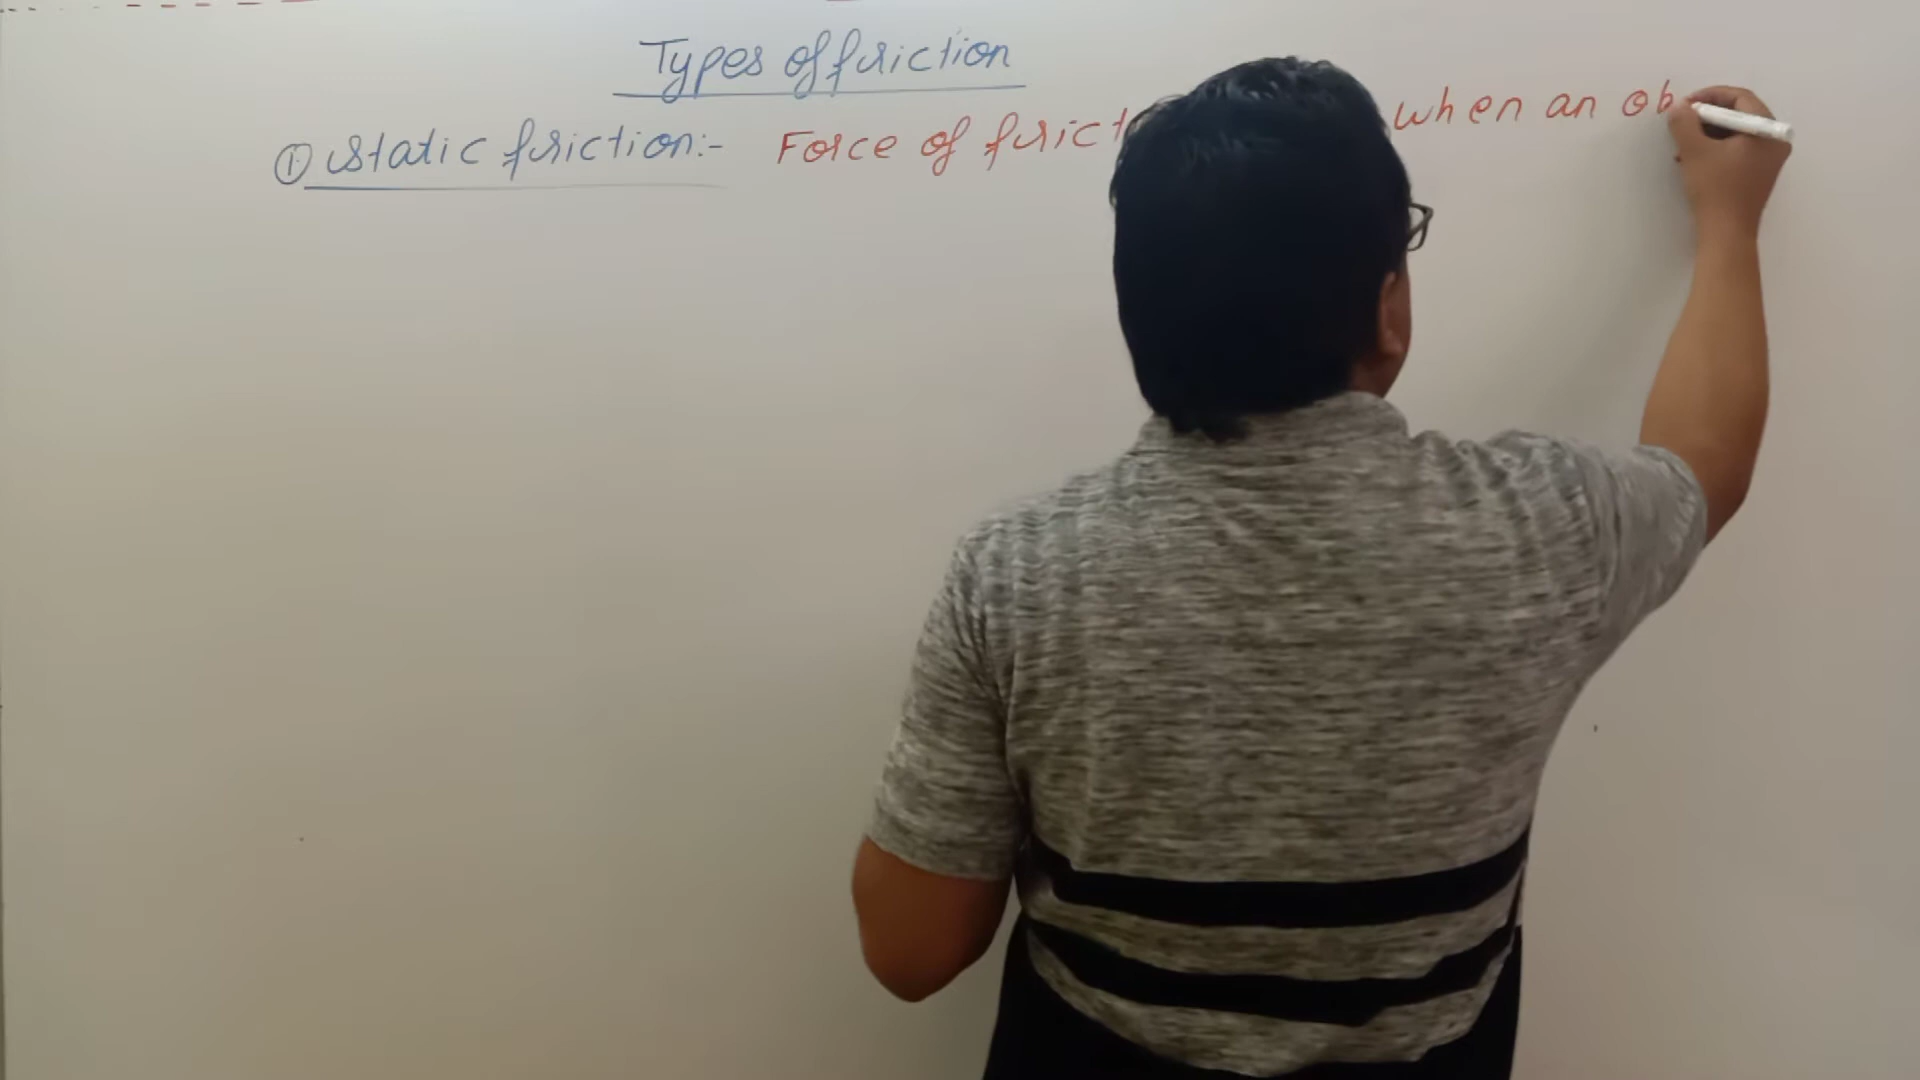 Types of friction
① Static friction:- Force of frict when an ob